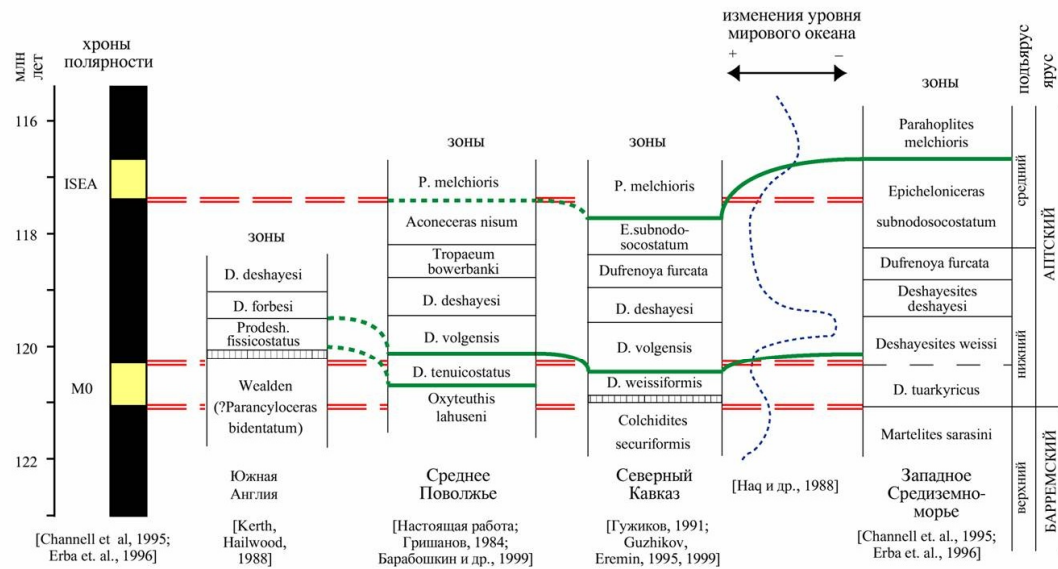 млн
лет
хроны
полярности
116
118
120
122
ISEA
M0
[Channell et al, 1995;
Erba et. al., 1996]
зоны
D. deshayesi
D. forbesi
Prodesh.
fissicostatus
Wealden
(?Parancyloceras
bidentatum)
Южная
Англия
[Kerth,
Hailwood,
1988]
зоны
P. melchioris
Aconeceras nisum
Tropaeum
bowerbanki
D. deshayesi
D. volgensis
D. tenuicostatus
Oxyteuthis
lahuseni
Среднее
Поволжье
[Настоящая работа;
Гришанов, 1984;
Барабошкин и др., 1999]
зоны
P. melchioris
E.subnodo-
socostatum
Dufrenoya furcata
D. deshayesi
D. volgensis
D. weissiformis
Colchidites
securiformis
Северный
Кавказ
[Гужиков, 1991;
Guzhikov,
Eremin, 1995, 1999]
изменения уровня
мирового океана
+ –
[Haq и др., 1988]
зоны
Parahoplites
melchioris
Epicheloniceras
subnodosocostatum
Dufrenoya furcata
Deshayesites
deshayesi
Deshayesites weissi
D. tuarkyricus
Martelites sarasini
Западное
Средиземно-
морье
[Channell et. al., 1995;
Erba et. al., 1996]
подъярус
средний
нижний
верхний
ярус
АПТСКИЙ
БАРРЕМСКИЙ